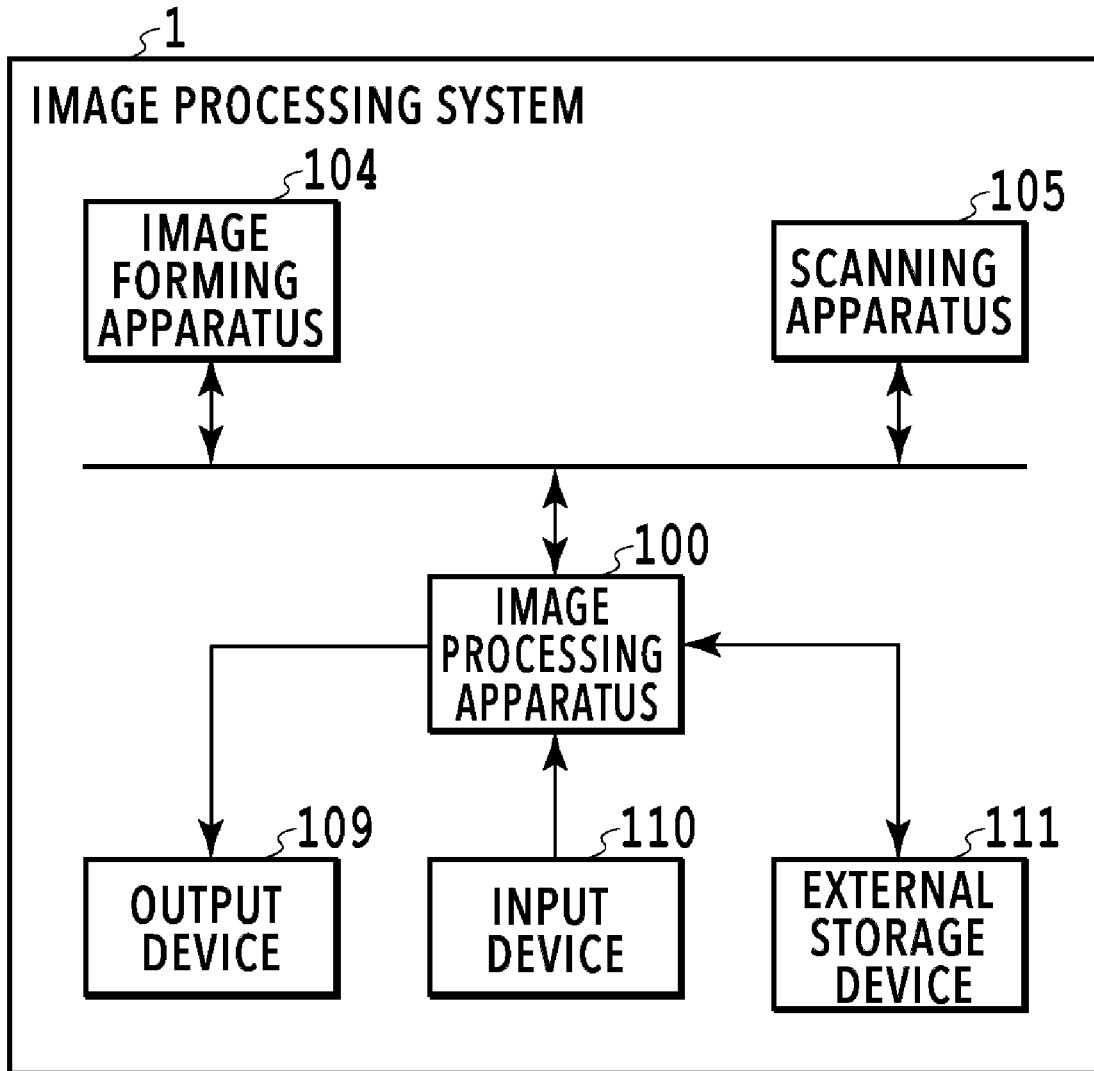 1
IMAGE PROCESSING SYSTEM
104
IMAGE
FORMING
APPARATUS
105
SCANNING
APPARATUS
100
IMAGE
PROCESSING
APPARATUS
109
OUTPUT
DEVICE
110
INPUT
DEVICE
111
EXTERNAL
STORAGE
DEVICE